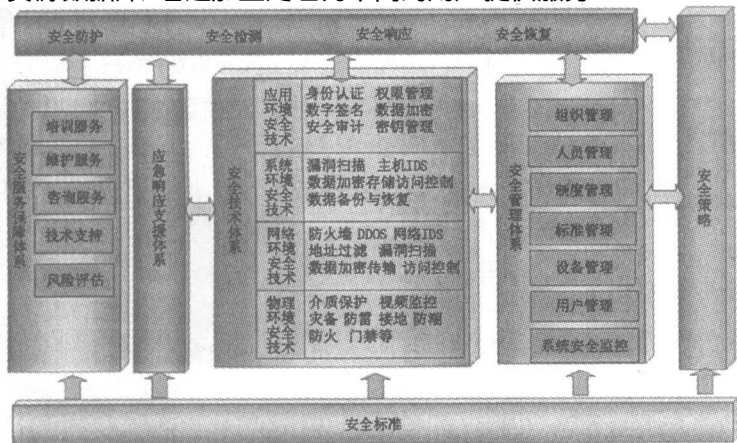 安全防护 安全检测 安全响应 安全恢复
安全服务保障体系
培训服务
维护服务
咨询服务
技术支持
风险评估
应急响应支援体系
安全技术体系
应用环境安全技术
身份认证 权限管理
数字签名 数据加密
安全审计 密钥管理
系统环境安全技术
漏洞扫描 主机IDS
数据加密存储访问控制
数据备份与恢复
网络环境安全技术
防火墙 DDOS 网络IDS
地址过滤 漏洞扫描
数据加密传输 访问控制
物理环境安全技术
介质保护 视频监控
灾备 防雷 接地 防潮
防火 门禁等
安全管理体系
组织管理
人员管理
制度管理
标准管理
设备管理
用户管理
系统安全监控
安全策略
安全标准